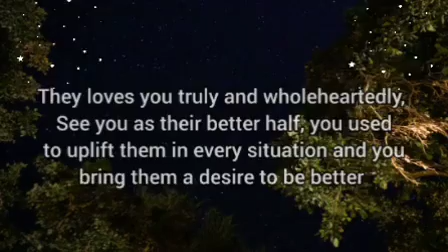 They loves you truly and wholeheartedly,
See you as their better half, you used
to uplift them in every situation and you
bring them a desire to be better